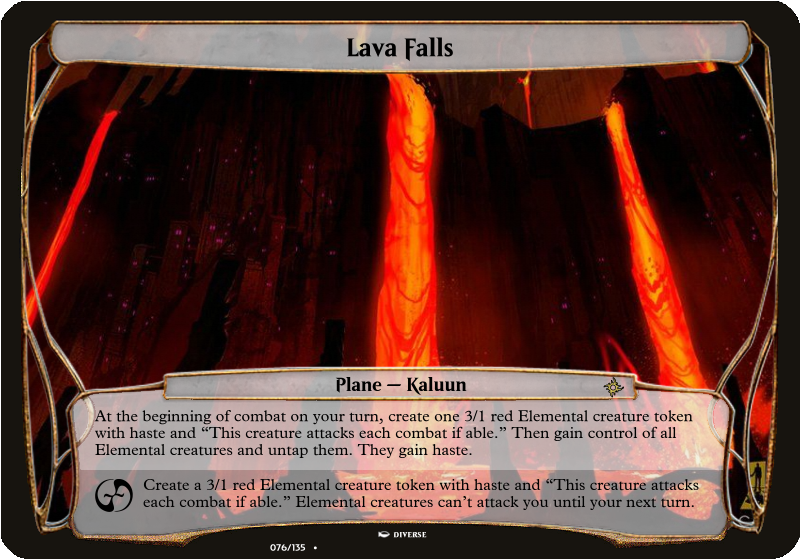 Lava Falls
Plane — Kaluun
At the beginning of combat on your turn, create one 3/1 red Elemental creature token
with haste and “This creature attacks each combat if able.” Then gain control of all
Elemental creatures and untap them. They gain haste.
Create a 3/1 red Elemental creature token with haste and “This creature attacks
each combat if able.” Elemental creatures can’t attack you until your next turn.
DIVERSE
076/135 •